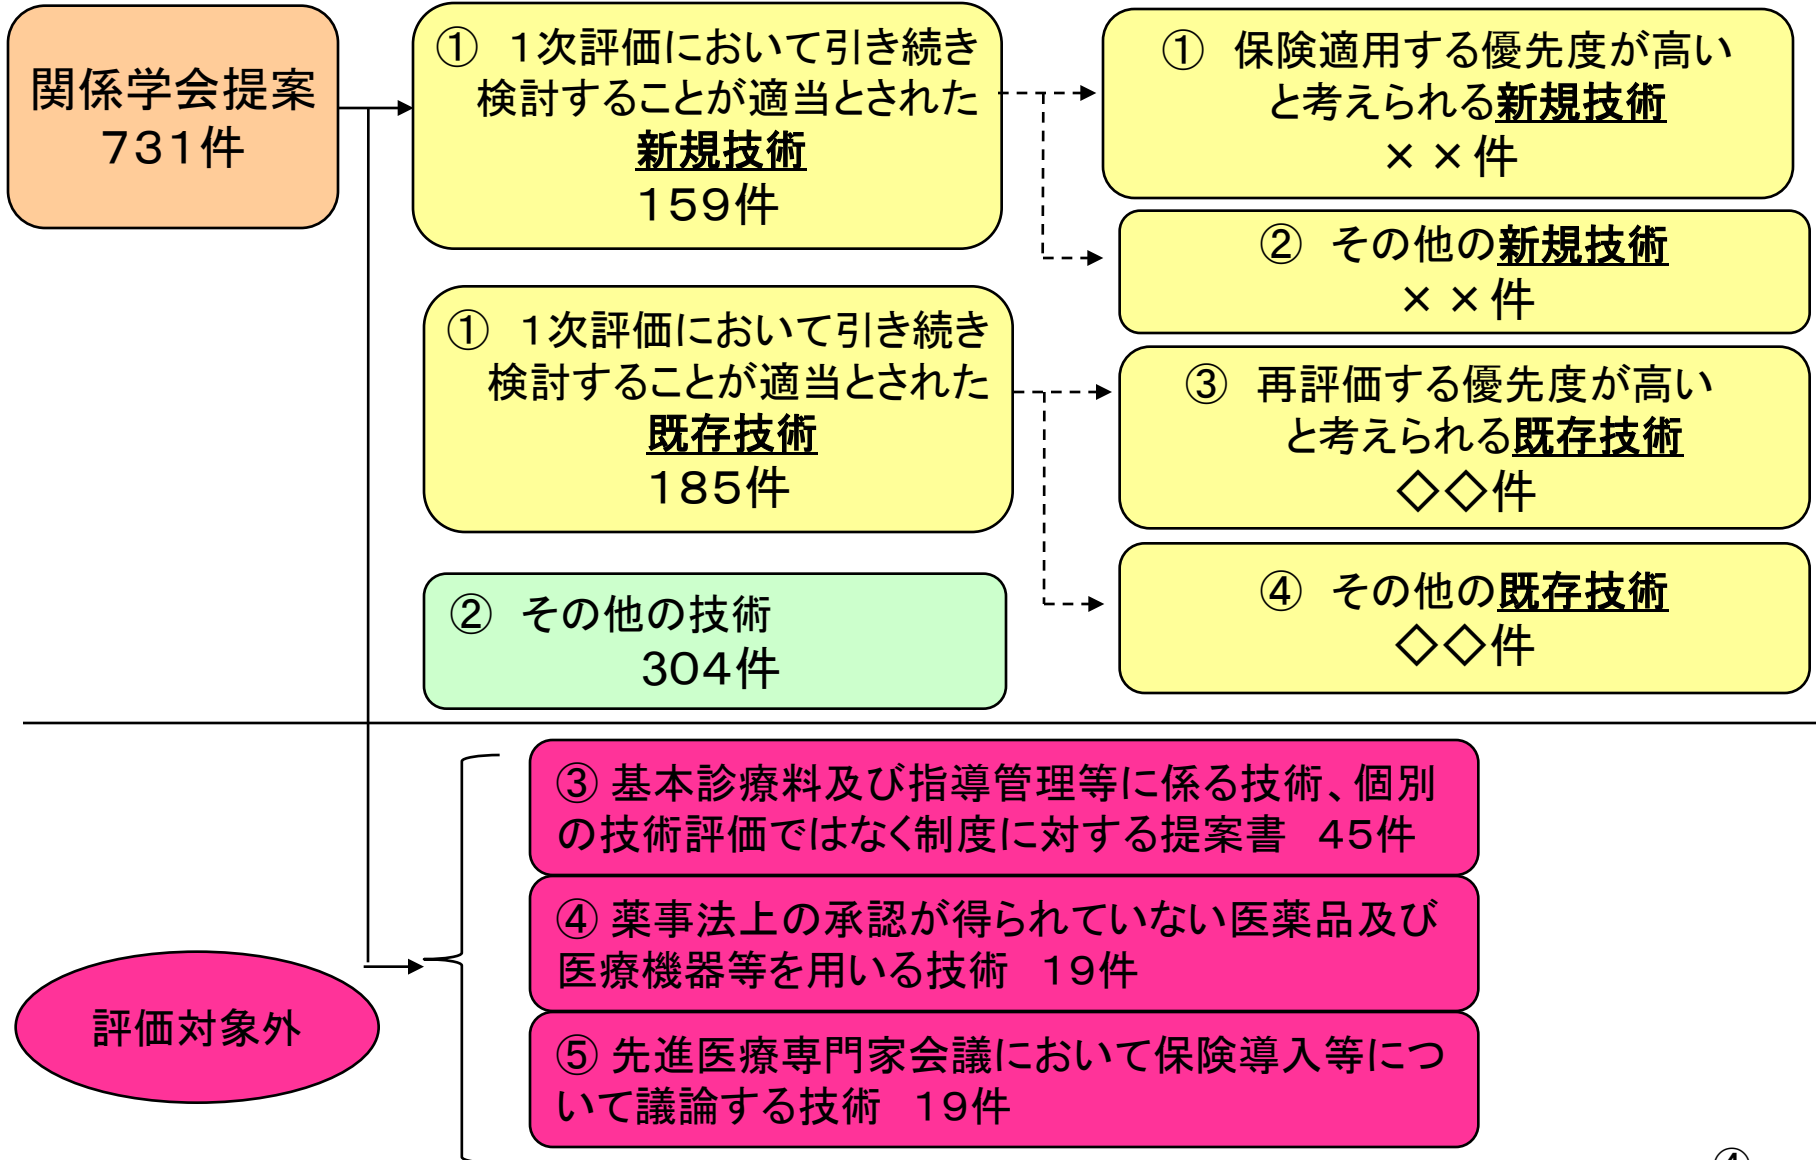 関係学会提案
731件
① 1次評価において引き続き
検討することが適当とされた
新規技術
159件
① 保険適用する優先度が高い
と考えられる新規技術
××件
② その他の新規技術
××件
① 1次評価において引き続き
検討することが適当とされた
既存技術
185件
③ 再評価する優先度が高い
と考えられる既存技術
◇◇件
④ その他の既存技術
◇◇件
② その他の技術
304件
評価対象外
③ 基本診療料及び指導管理等に係る技術、個別
の技術評価ではなく制度に対する提案書 45件
④ 薬事法上の承認が得られていない医薬品及び
医療機器等を用いる技術 19件
⑤ 先進医療専門家会議において保険導入等につ
いて議論する技術 19件